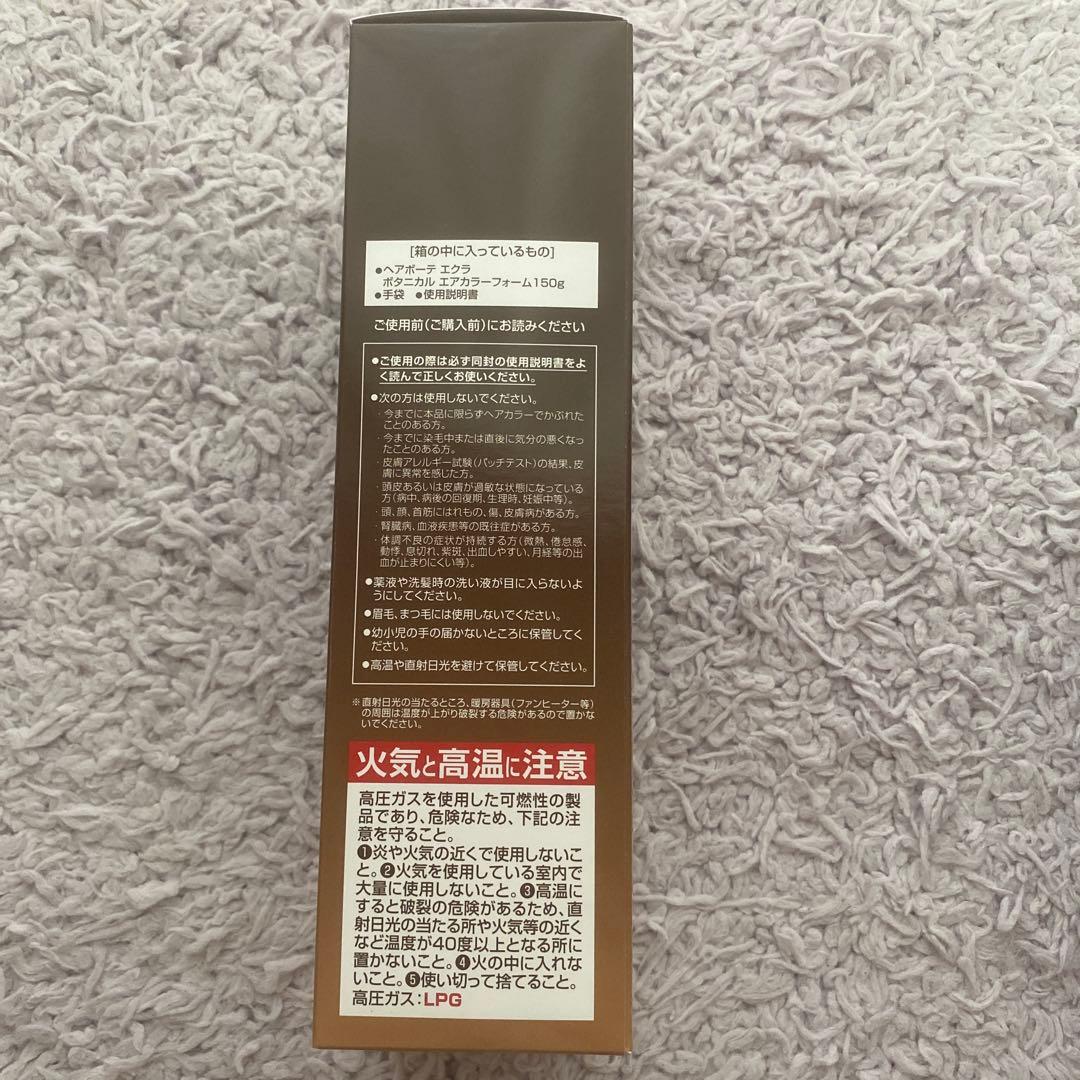 [箱の中に入っているもの]
●ヘアボーテ エクラ
ボタニカル エアカラーフォーム150g
●手袋 ●使用説明書
ご使用前(ご購入前)にお読みください
●ご使用の際は必ず同封の使用説明書をよ
く読んで正しくお使いください。
●次の方は使用しないでください。
・今までに本品に限らずヘアカラーでかぶれた
ことのある方。
・今までに染毛中または直後に気分の悪くなっ
たことのある方。
・皮膚アレルギー試験(パッチテスト)の結果、皮
膚に異常を感じた方。
・頭皮あるいは皮膚が過敏な状態になっている
方(病中、病後の回復期、生理時、妊娠中等)。
・頭、顔、首筋にはれもの、傷、皮膚病がある方。
・腎臓病、血液疾患等の既往症がある方。
・体調不良の症状が持続する方(微熱、倦怠感、
動悸、息切れ、紫斑、出血しやすい、月経等の出
血が止まりにくい等)。
●薬液や洗髪時の洗い液が目に入らないよ
うにしてください。
●眉毛、まつ毛には使用しないでください。
●幼小児の手の届かないところに保管してく
ださい。
●高温や直射日光を避けて保管してください。
※直射日光の当たるところ、暖房器具(ファンヒーター等)
の周囲は温度が上がり破裂する危険があるので置かな
いでください。
火気と高温に注意
高圧ガスを使用した可燃性の製
品であり、危険なため、下記の注
意を守ること。
❶炎や火気の近くで使用しないこ
と。❷火気を使用している室内で
大量に使用しないこと。❸高温に
すると破裂の危険があるため、直
射日光の当たる所や火気等の近く
など温度が40度以上となる所に
置かないこと。❹火の中に入れな
いこと。❺使い切って捨てること。
高圧ガス:LPG